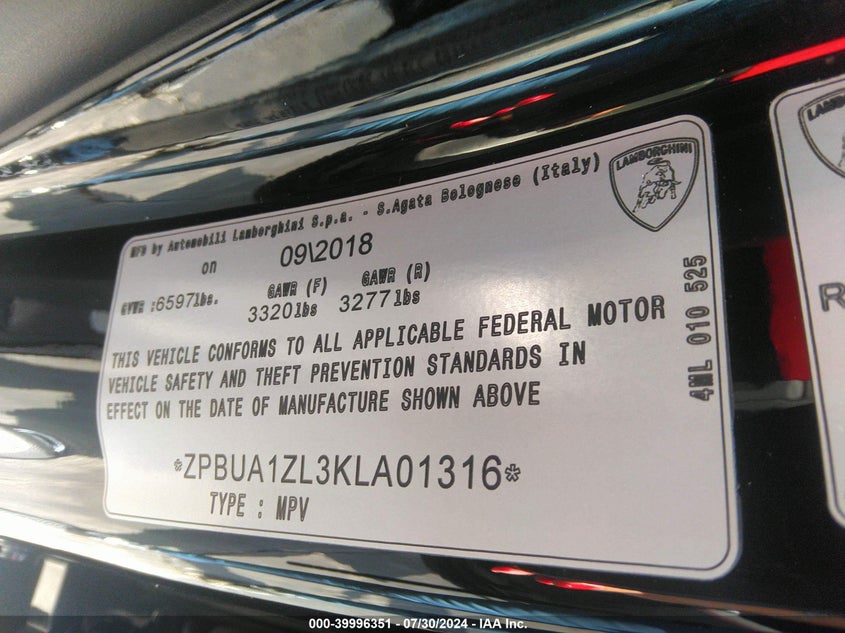 MFD by Automobili Lamborghini S.p.a. - S.Agata Bolognese (Italy)
LAMBORGHINI
on 09\2018
GVWR :6597lbs. GAWR (F) 3320lbs GAWR (R) 3277lbs
THIS VEHICLE CONFORMS TO ALL APPLICABLE FEDERAL MOTOR
VEHICLE SAFETY AND THEFT PREVENTION STANDARDS IN
EFFECT ON THE DATE OF MANUFACTURE SHOWN ABOVE
*ZPBUA1ZL3KLA01316*
TYPE : MPV
4ML 010 525
LAMBORGHINI
R
000-39996351 - 07/30/2024 - IAA Inc.